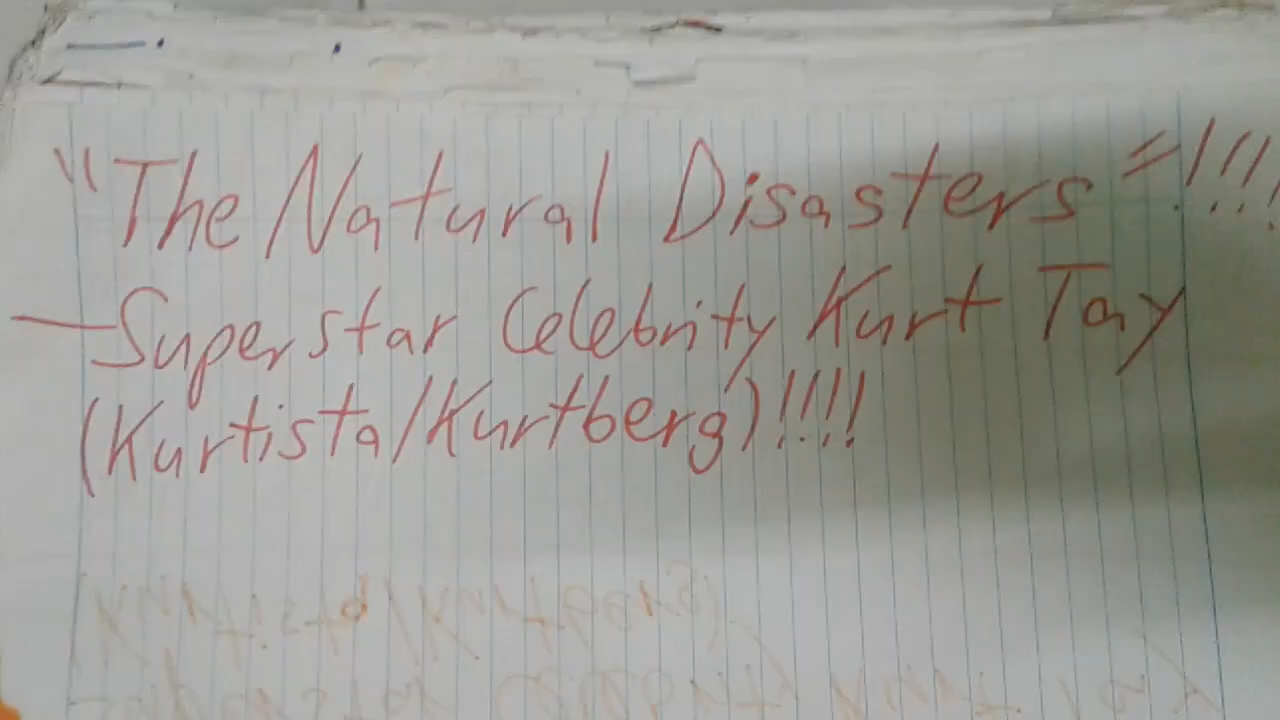 "The Natural Disasters"!!!!
—Superstar Celebrity Kurt Tay
(Kurtista/Kurtberg)!!!!